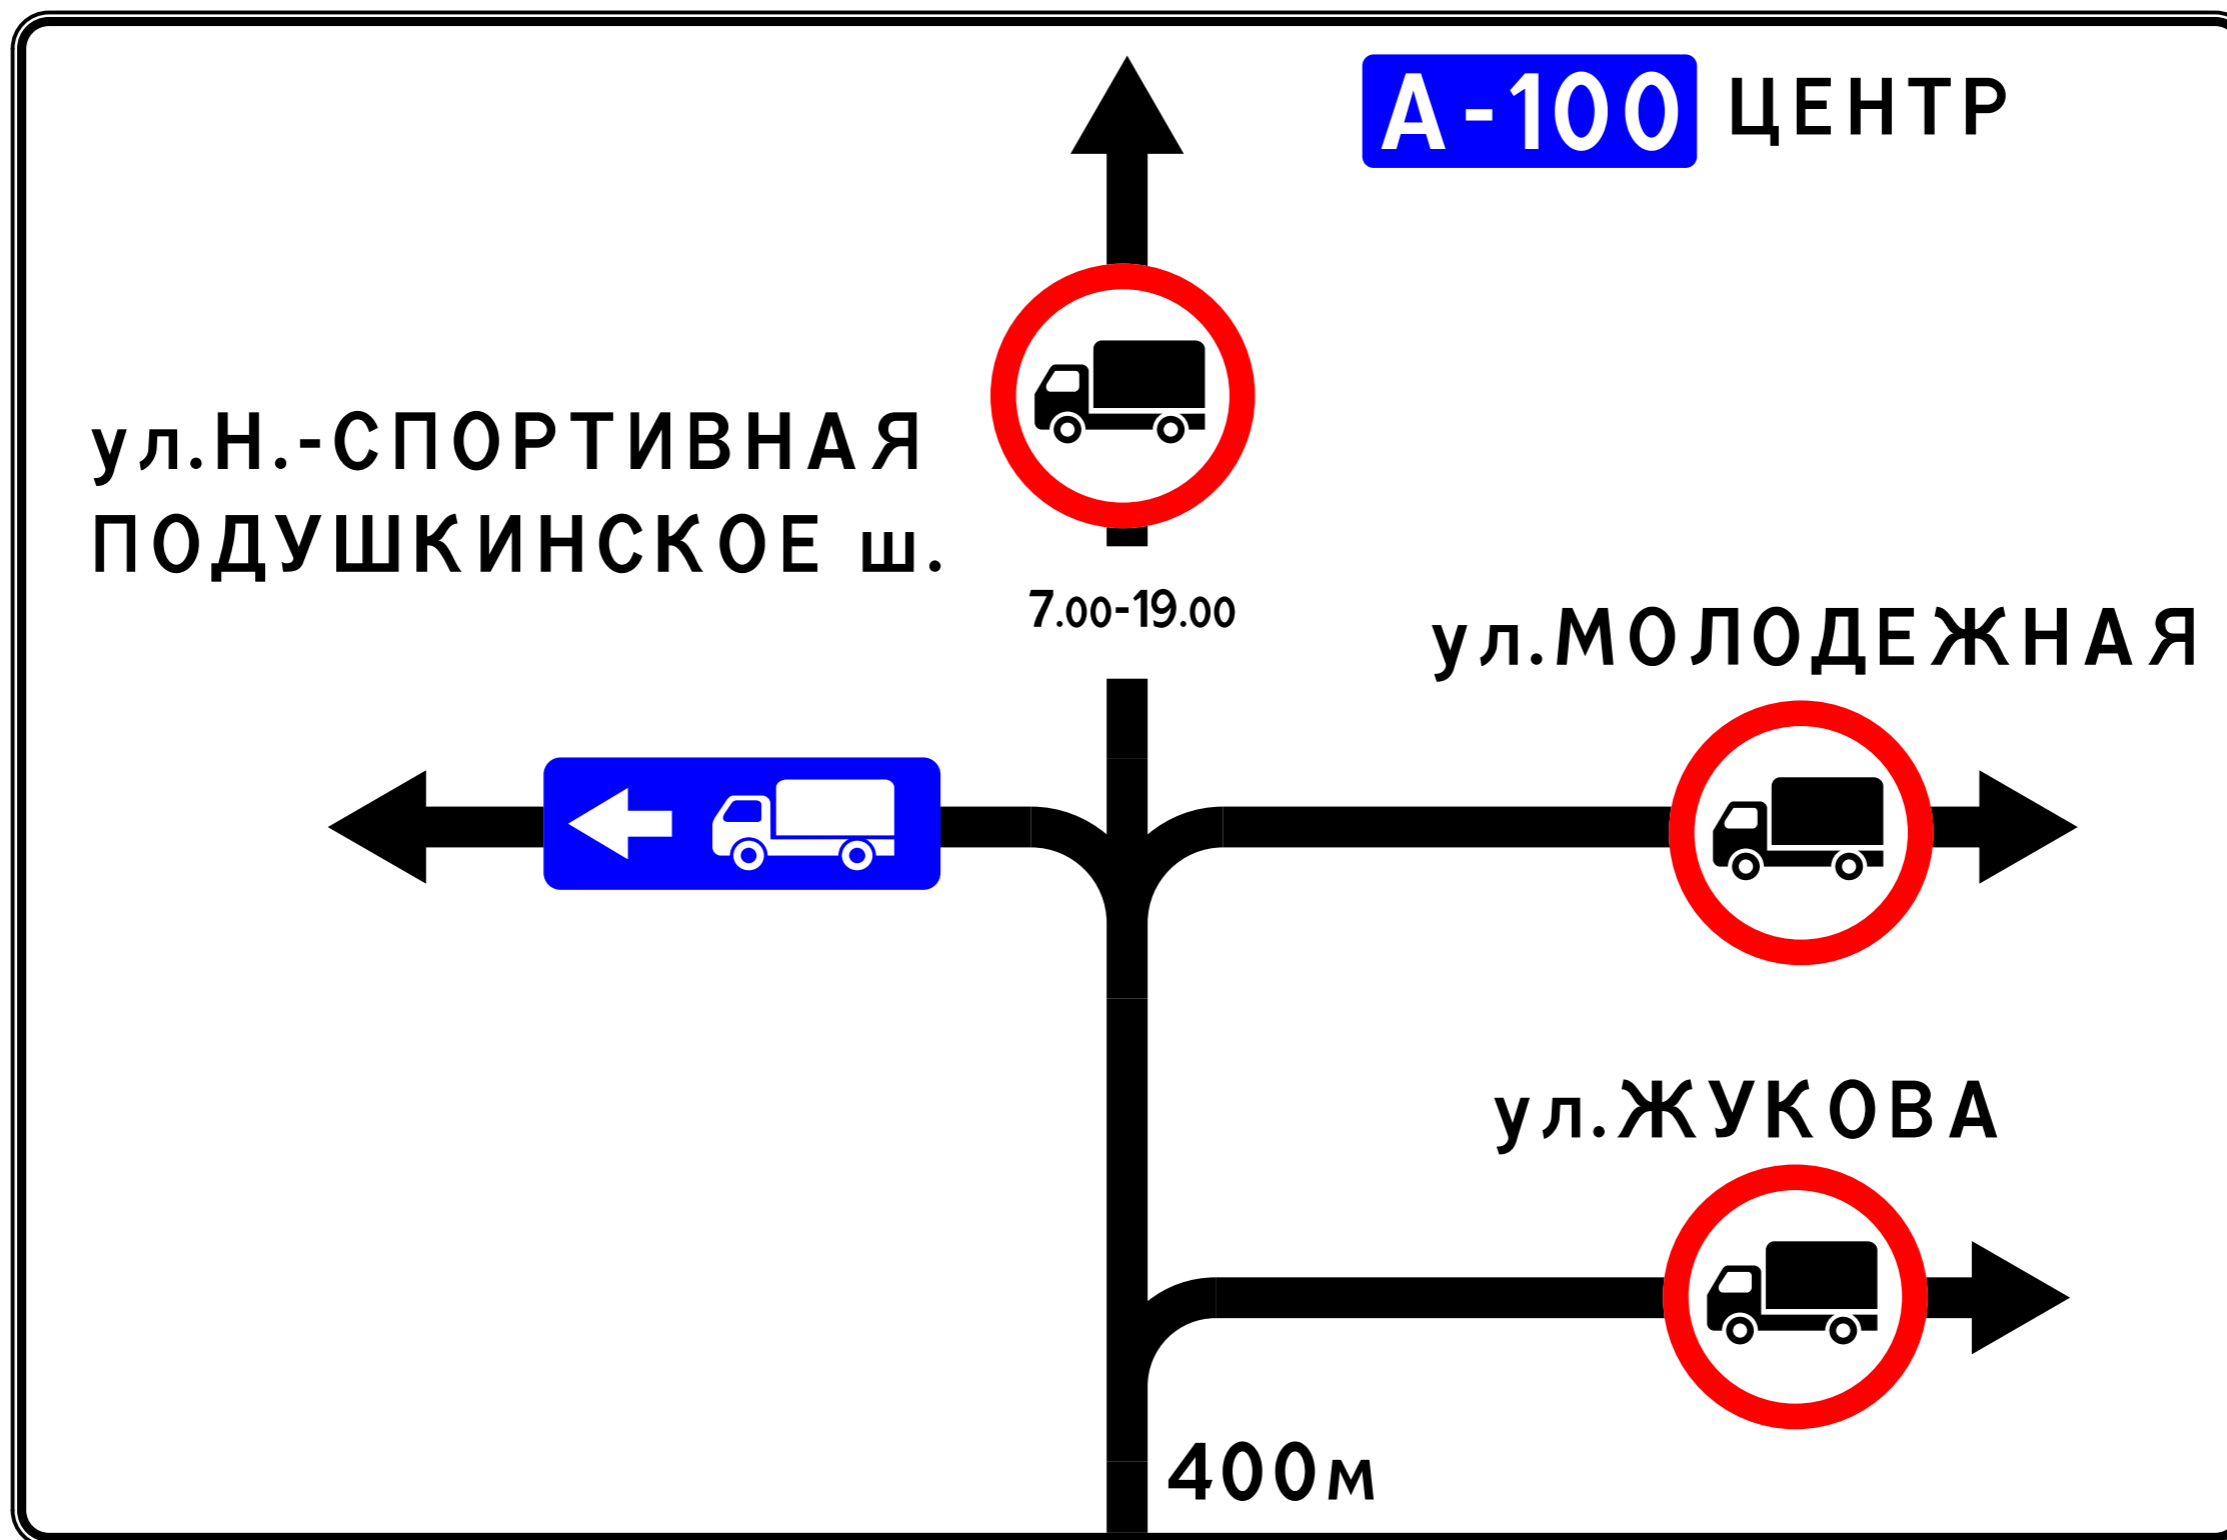 А-100 ЦЕНТР
ул.Н.-СПОРТИВНАЯ
ПОДУШКИНСКОЕ ш.
7.00-19.00
ул.МОЛОДЕЖНАЯ
ул.ЖУКОВА
400м